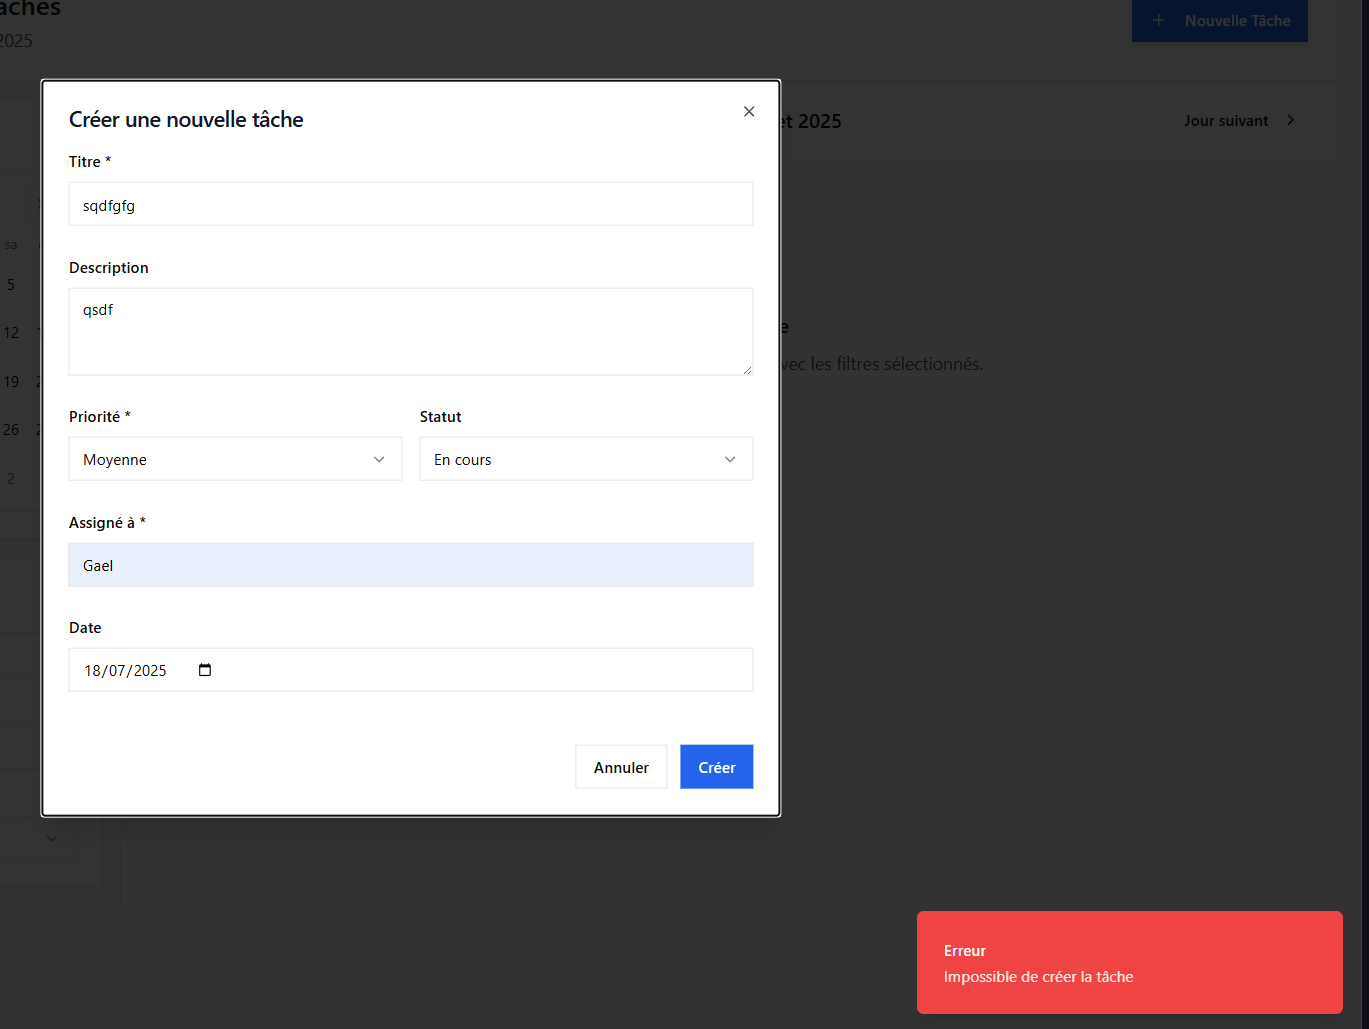 2025
Nouvelle Tâche
Créer une nouvelle tâche
2025
Jour suivant
Titre *
sqdfgfg
sa
Description
5
qsdf
12
vec les filtres sélectionnés.
19
Priorité *
Statut
26
Moyenne
En cours
2
Assigné à *
Gael
Date
18/07/2025
Annuler
Créer
Erreur
Impossible de créer la tâche